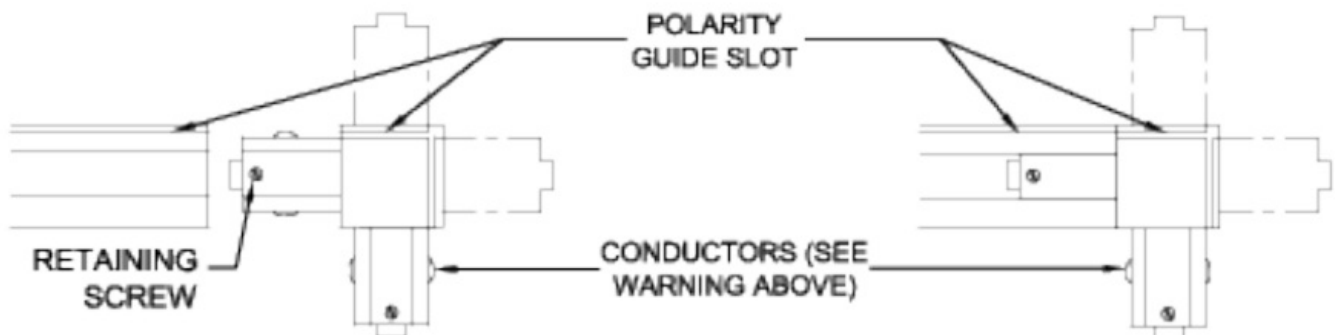 POLARITY
GUIDE SLOT
RETAINING
SCREW
CONDUCTORS (SEE
WARNING ABOVE)